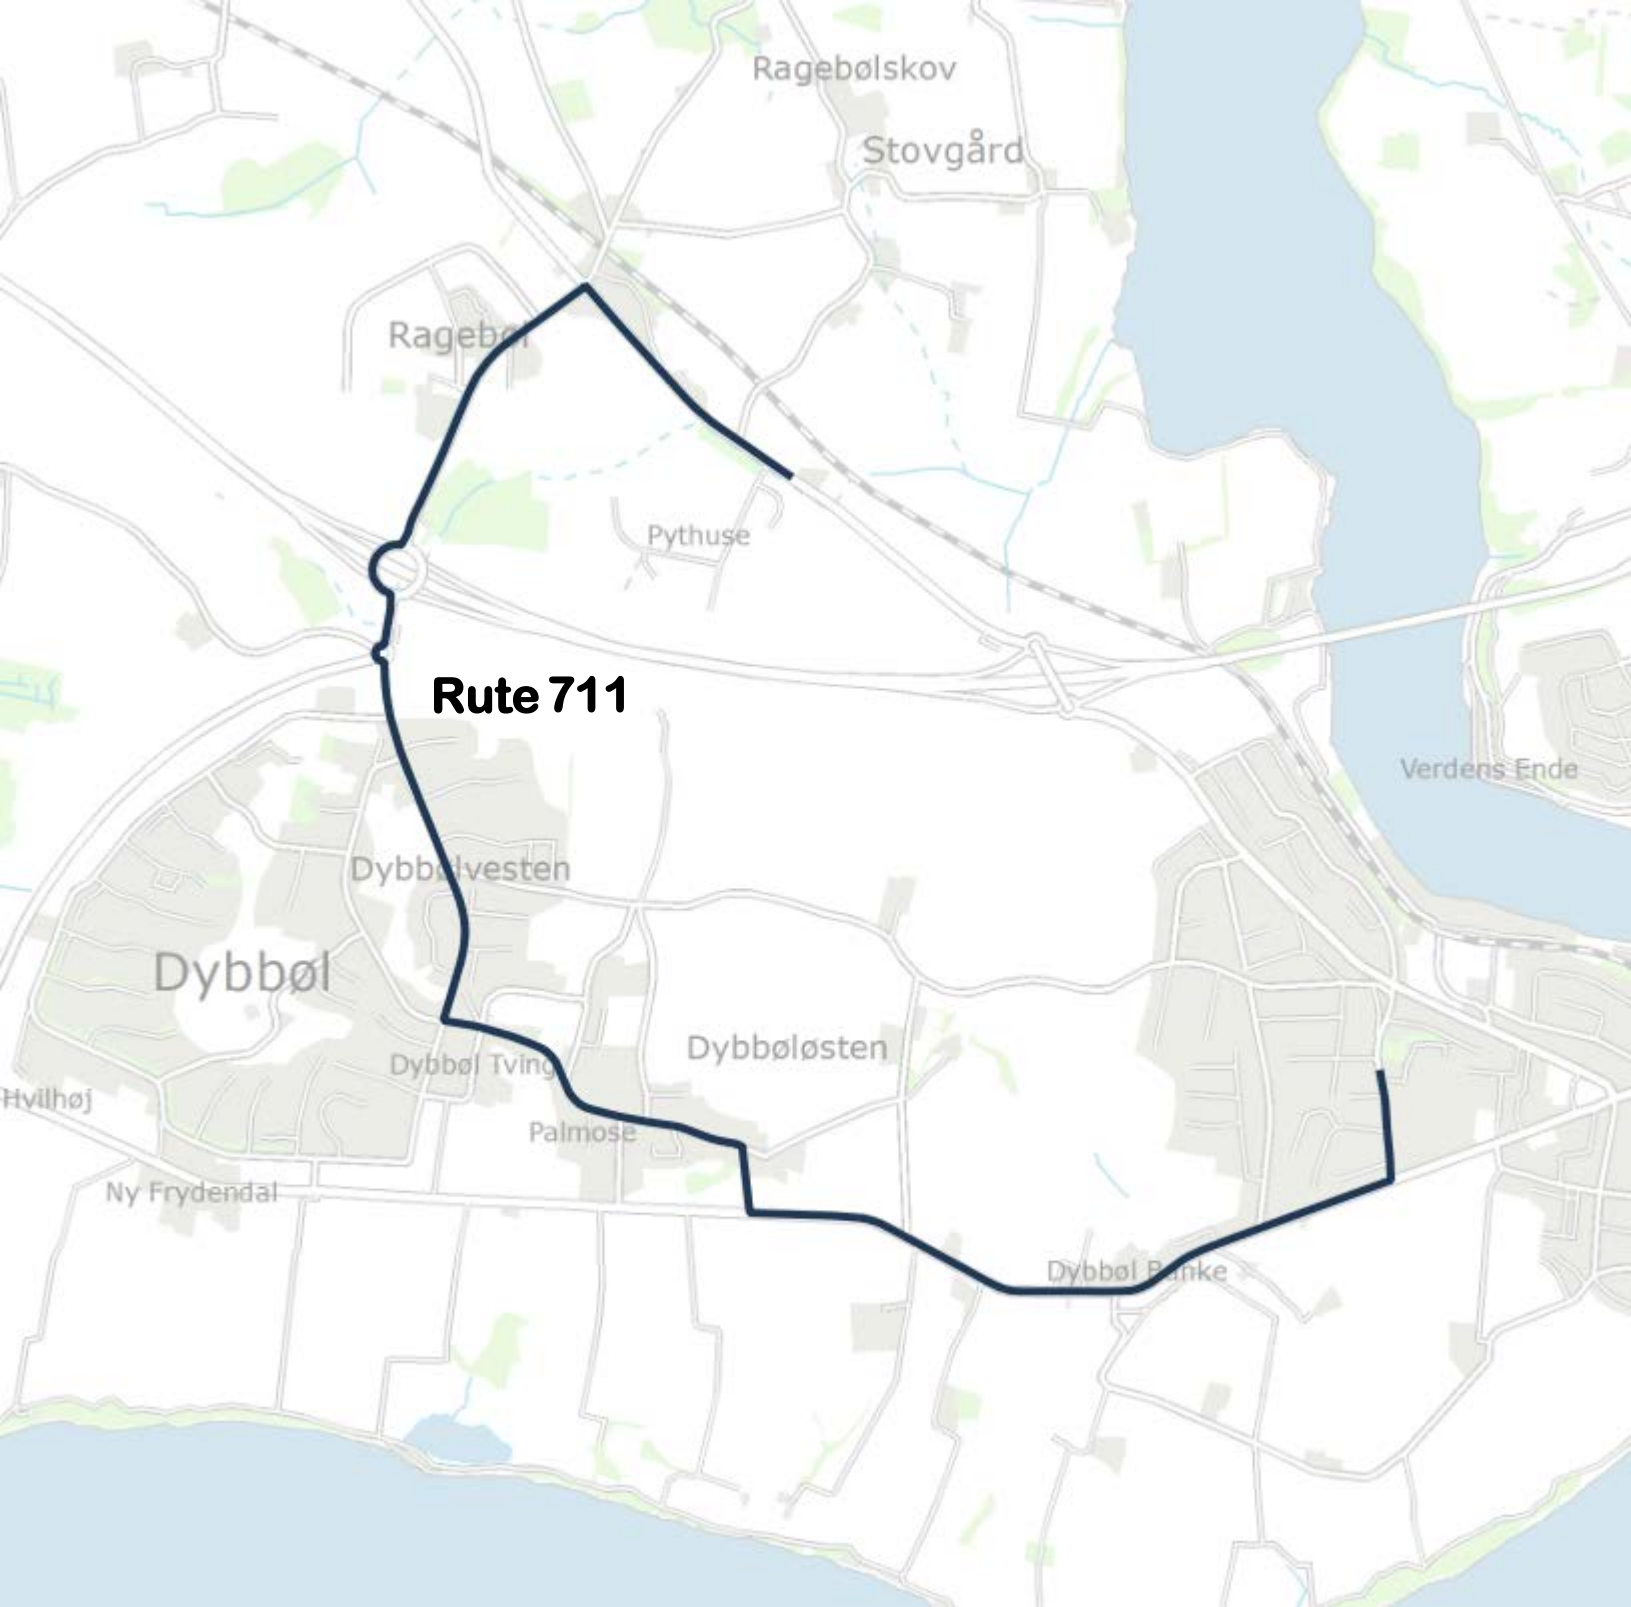 Ragebølskov
Stovgård
Ragebøl
Pythuse
Rute 711
Verdens Ende
Dybbølvesten
Dybbøl
Dybbøløsten
Dybbøl Tving
Hvilhøj
Palmose
Ny Frydendal
Dybbøl Banke